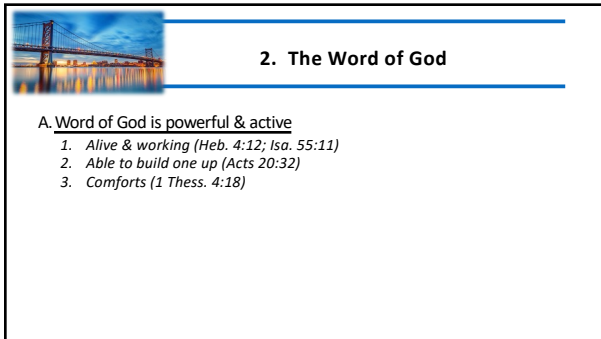 2. The Word of God
A. Word of God is powerful & active
1. Alive & working (Heb. 4:12; Isa. 55:11)
2. Able to build one up (Acts 20:32)
3. Comforts (1 Thess. 4:18)